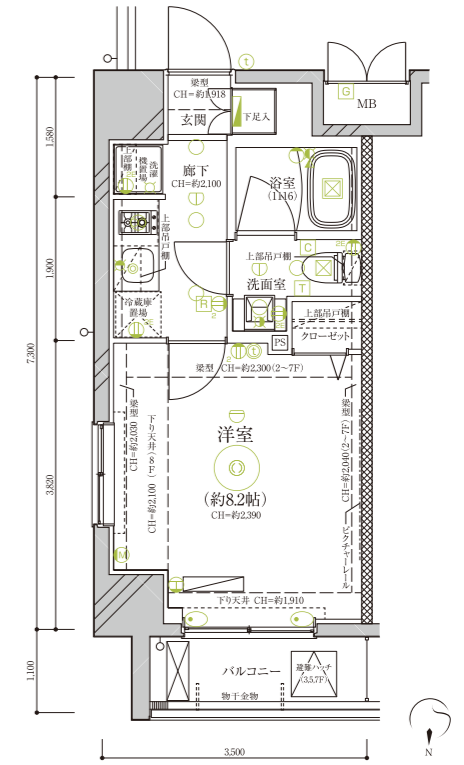 梁型
CH=約1,918
t
G
MB
玄関
下足入
1,580
上部棚
洗濯機置場
廊下
CH=約2,100
浴室
(1116)
上部吊戸棚
1,900
上部吊戸棚
洗面室
C
2E
T
冷蔵庫
置場
R
2
上部吊戸棚
PS
クローゼット
2
t
梁型 CH=約2,300(2〜7F)
7,300
梁型
CH=約2,030
下り天井(8F)
CH=約2,100
洋室
(約8.2帖)
CH=約2,390
梁型
CH=約2,040(2〜7F)
ピクチャーレール
3,820
M
下り天井 CH=約1,910
1,100
バルコニー
避難ハッチ
(3,5,7F)
物干金物
3,500
N